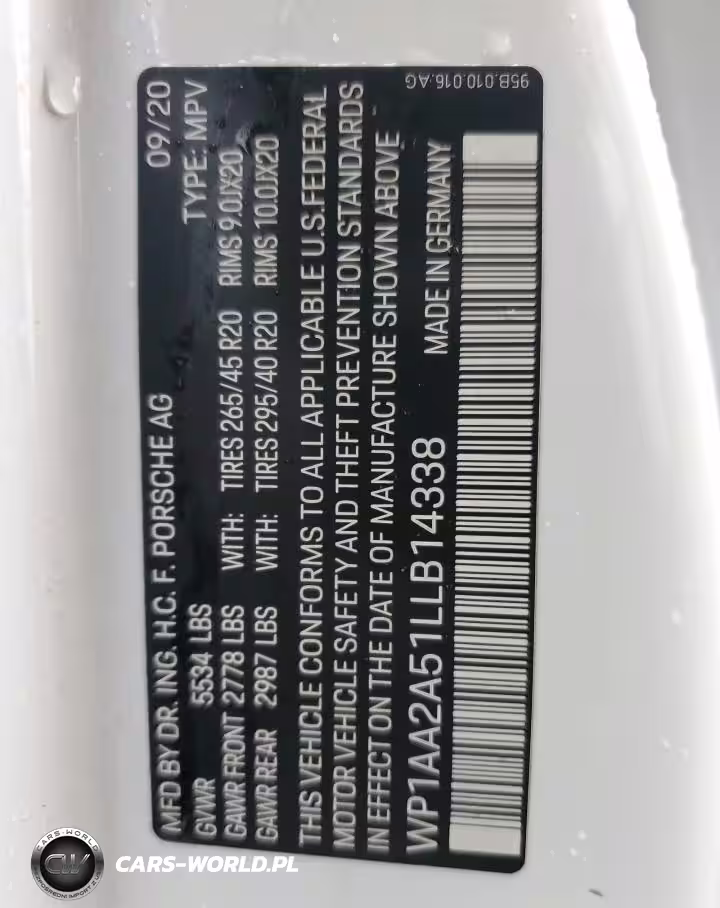 95B.010.016.AG
MFD BY DR. ING. H.C. F. PORSCHE AG 09/20
GVWR 5534 LBS TYPE: MPV
GAWR FRONT 2778 LBS WITH: TIRES 265/45 R20 RIMS 9.0JX20
GAWR REAR 2987 LBS WITH: TIRES 295/40 R20 RIMS 10.0JX20
THIS VEHICLE CONFORMS TO ALL APPLICABLE U.S.FEDERAL
MOTOR VEHICLE SAFETY AND THEFT PREVENTION STANDARDS
IN EFFECT ON THE DATE OF MANUFACTURE SHOWN ABOVE
WP1AA2A51LLB14338 MADE IN GERMANY
CARS-WORLD
CW
CARS-WORLD.PL